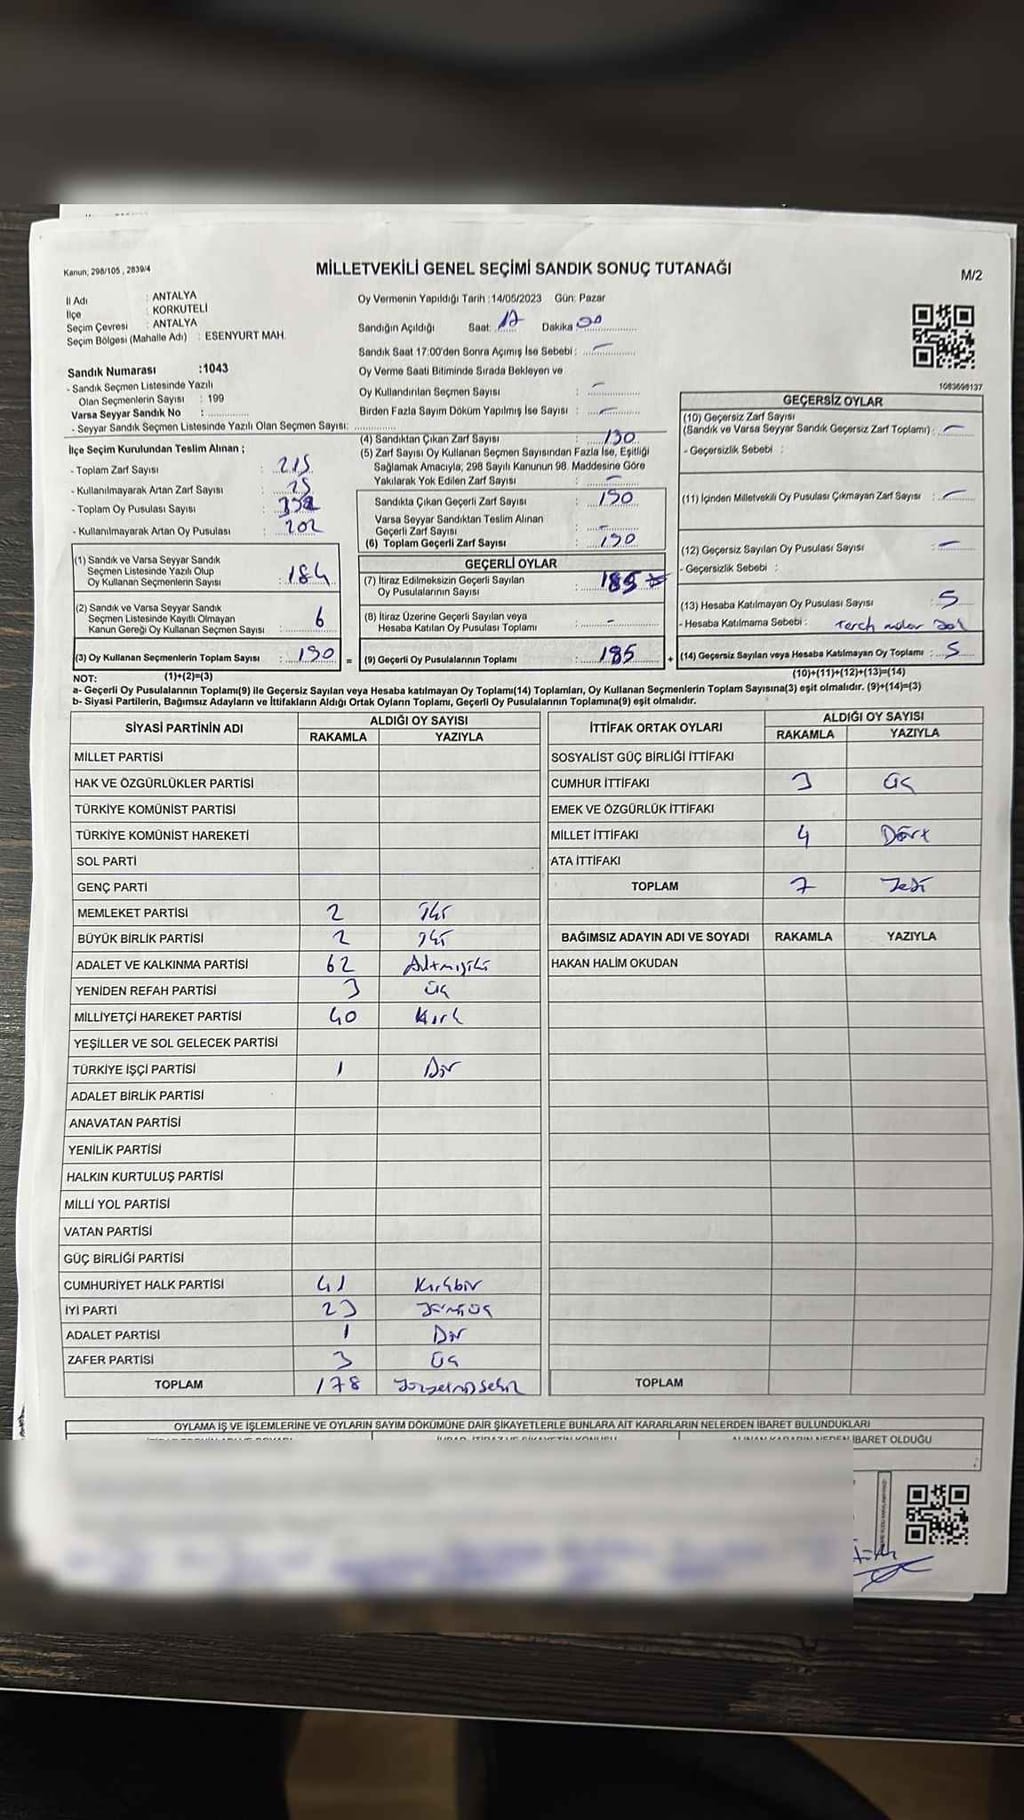 Kanun; 298/105 , 2839/4
MİLLETVEKİLİ GENEL SEÇİMİ SANDIK SONUÇ TUTANAĞI
M/2
İl Adı : ANTALYA
İlçe : KORKUTELİ
Seçim Çevresi : ANTALYA
Seçim Bölgesi (Mahalle Adı) : ESENYURT MAH.
Sandık Numarası :1043
- Sandık Seçmen Listesinde Yazılı
Olan Seçmenlerin Sayısı : 199
Varsa Seyyar Sandık No :
- Seyyar Sandık Seçmen Listesinde Yazılı Olan Seçmen Sayısı:
Oy Vermenin Yapıldığı Tarih :14/05/2023 Gün: Pazar
Sandığın Açıldığı Saat: 17 Dakika 00
Sandık Saat 17:00'den Sonra Açımış İse Sebebi : –
Oy Verme Saati Bitiminde Sırada Bekleyen ve
Oy Kullandırılan Seçmen Sayısı : –
Birden Fazla Sayım Döküm Yapılmış İse Sayısı : –
1083696137
İlçe Seçim Kurulundan Teslim Alınan ;
- Toplam Zarf Sayısı : 215
- Kullanılmayarak Artan Zarf Sayısı : 25
- Toplam Oy Pusulası Sayısı :
- Kullanılmayarak Artan Oy Pusulası : 202
(4) Sandıktan Çıkan Zarf Sayısı : 190
(5) Zarf Sayısı Oy Kullanan Seçmen Sayısından Fazla İse, Eşitliği
Sağlamak Amacıyla, 298 Sayılı Kanunun 98. Maddesine Göre
Yakılarak Yok Edilen Zarf Sayısı : –
Sandıkta Çıkan Geçerli Zarf Sayısı : 190
Varsa Seyyar Sandıktan Teslim Alınan
Geçerli Zarf Sayısı : –
(6) Toplam Geçerli Zarf Sayısı : 190
GEÇERSİZ OYLAR
(10) Geçersiz Zarf Sayısı
(Sandık ve Varsa Seyyar Sandık Geçersiz Zarf Toplamı) : –
- Geçersizlik Sebebi :
(11) İçinden Milletvekili Oy Pusulası Çıkmayan Zarf Sayısı : –
(12) Geçersiz Sayılan Oy Pusulası Sayısı : –
- Geçersizlik Sebebi :
(13) Hesaba Katılmayan Oy Pusulası Sayısı : 5
- Hesaba Katılmama Sebebi :
(14) Geçersiz Sayılan veya Hesaba Katılmayan Oy Toplamı : 5
(10)+(11)+(12)+(13)=(14)
(1) Sandık ve Varsa Seyyar Sandık
Seçmen Listesinde Yazılı Olup
Oy Kullanan Seçmenlerin Sayısı : 184
(2) Sandık ve Varsa Seyyar Sandık
Seçmen Listesinde Kayıtlı Olmayan
Kanun Gereği Oy Kullanan Seçmen Sayısı : 6
(3) Oy Kullanan Seçmenlerin Toplam Sayısı : 190 =
(1)+(2)=(3)
GEÇERLİ OYLAR
(7) İtiraz Edilmeksizin Geçerli Sayılan
Oy Pusulalarının Sayısı : 185
(8) İtiraz Üzerine Geçerli Sayılan veya
Hesaba Katılan Oy Pusulası Toplamı : –
(9) Geçerli Oy Pusulalarının Toplamı : 185 +
NOT:
a- Geçerli Oy Pusulalarının Toplamı(9) ile Geçersiz Sayılan veya Hesaba katılmayan Oy Toplamı(14) Toplamları, Oy Kullanan Seçmenlerin Toplam Sayısına(3) eşit olmalıdır. (9)+(14)=(3)
b- Siyasi Partilerin, Bağımsız Adayların ve İttifakların Aldığı Oyların Toplamı, Geçerli Oy Pusulalarının Toplamına(9) eşit olmalıdır.
SİYASİ PARTİNİN ADI ALDIĞI OY SAYISI
RAKAMLA YAZIYLA
MİLLET PARTİSİ
HAK VE ÖZGÜRLÜKLER PARTİSİ
TÜRKİYE KOMÜNİST PARTİSİ
TÜRKİYE KOMÜNİST HAREKETİ
SOL PARTİ
GENÇ PARTİ
MEMLEKET PARTİSİ 2 İki
BÜYÜK BİRLİK PARTİSİ 2 İki
ADALET VE KALKINMA PARTİSİ 62 Altmışiki
YENİDEN REFAH PARTİSİ 3 Üç
MİLLİYETÇİ HAREKET PARTİSİ 40 Kırk
YEŞİLLER VE SOL GELECEK PARTİSİ
TÜRKİYE İŞÇİ PARTİSİ 1 Bir
ADALET BİRLİK PARTİSİ
ANAVATAN PARTİSİ
YENİLİK PARTİSİ
HALKIN KURTULUŞ PARTİSİ
MİLLİ YOL PARTİSİ
VATAN PARTİSİ
GÜÇ BİRLİĞİ PARTİSİ
CUMHURİYET HALK PARTİSİ 41 Kırkbir
İYİ PARTİ 23 Yirmiüç
ADALET PARTİSİ 1 Bir
ZAFER PARTİSİ 3 Üç
TOPLAM 178 Yüzyetmişsekiz
İTTİFAK ORTAK OYLARI ALDIĞI OY SAYISI
RAKAMLA YAZIYLA
SOSYALİST GÜÇ BİRLİĞİ İTTİFAKI
CUMHUR İTTİFAKI 3 Üç
EMEK VE ÖZGÜRLÜK İTTİFAKI
MİLLET İTTİFAKI 4 Dört
ATA İTTİFAKI
TOPLAM 7 Yedi
BAĞIMSIZ ADAYIN ADI VE SOYADI RAKAMLA YAZIYLA
HAKAN HALİM OKUDAN
TOPLAM
OYLAMA İŞ VE İŞLEMLERİNE VE OYLARIN SAYIM DÖKÜMÜNE DAİR ŞİKAYETLERLE BUNLARA AİT KARARLARIN NELERDEN İBARET BULUNDUKLARI
ALINAN KARARIN NEDEN İBARET OLDUĞU